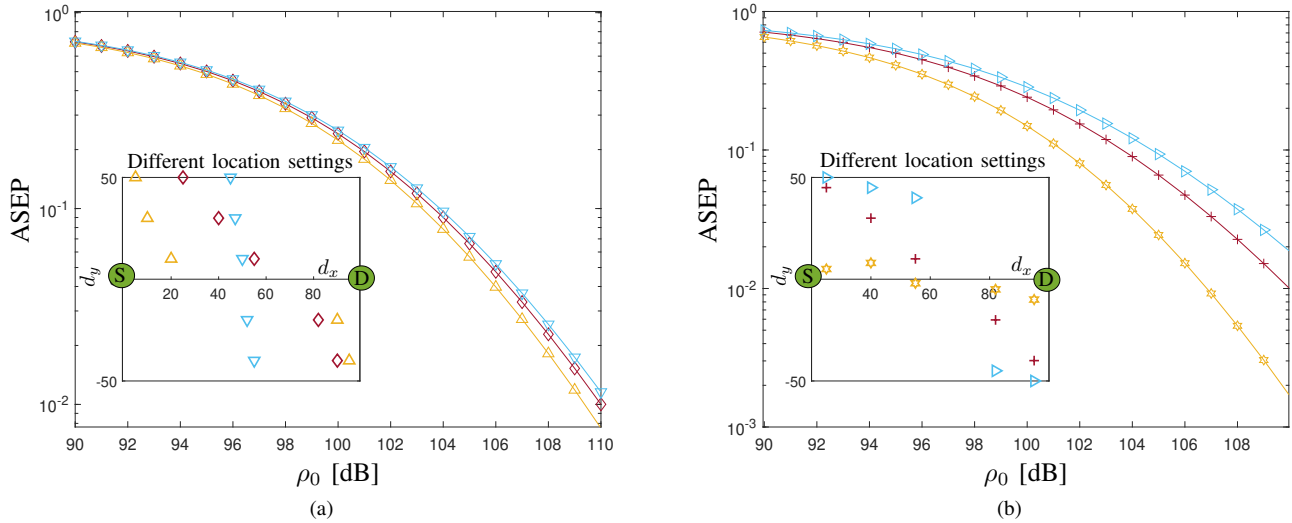 10^0
10^-1
10^-2
ASEP
90 92 94 96 98 100 102 104 106 108 110
ρ_0 [dB]
Different location settings
50
-50
d_y
d_x
20 40 60 80
S
D
(a)
10^0
10^-1
10^-2
10^-3
ASEP
90 92 94 96 98 100 102 104 106 108
ρ_0 [dB]
Different location settings
50
-50
d_y
d_x
40 60 80
S
D
(b)